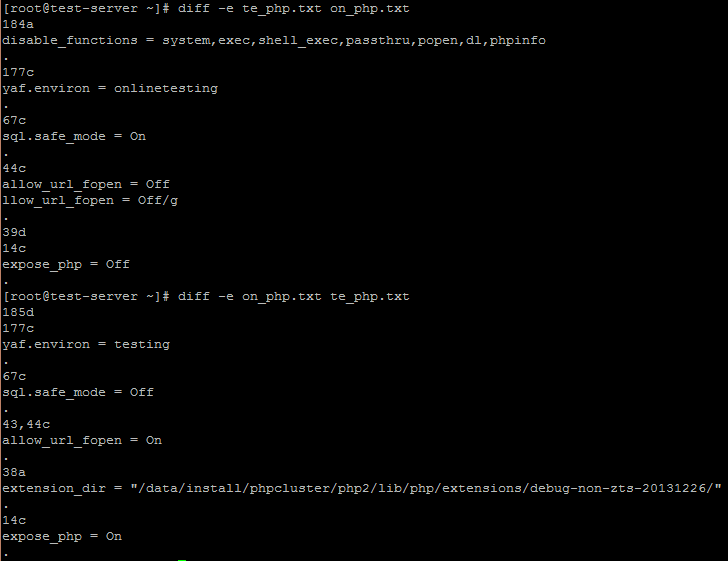 [root@test-server ~]# diff -e te_php.txt on_php.txt
184a
disable_functions = system,exec,shell_exec,passthru,popen,dl,phpinfo
.
177c
yaf.environ = onlinetesting
.
67c
sql.safe_mode = On
.
44c
allow_url_fopen = Off
llow_url_fopen = Off/g
.
39d
14c
expose_php = Off
.
[root@test-server ~]# diff -e on_php.txt te_php.txt
185d
177c
yaf.environ = testing
.
67c
sql.safe_mode = Off
.
43,44c
allow_url_fopen = On
.
38a
extension_dir = "/data/install/phpcluster/php2/lib/php/extensions/debug-non-zts-20131226/"
.
14c
expose_php = On
.